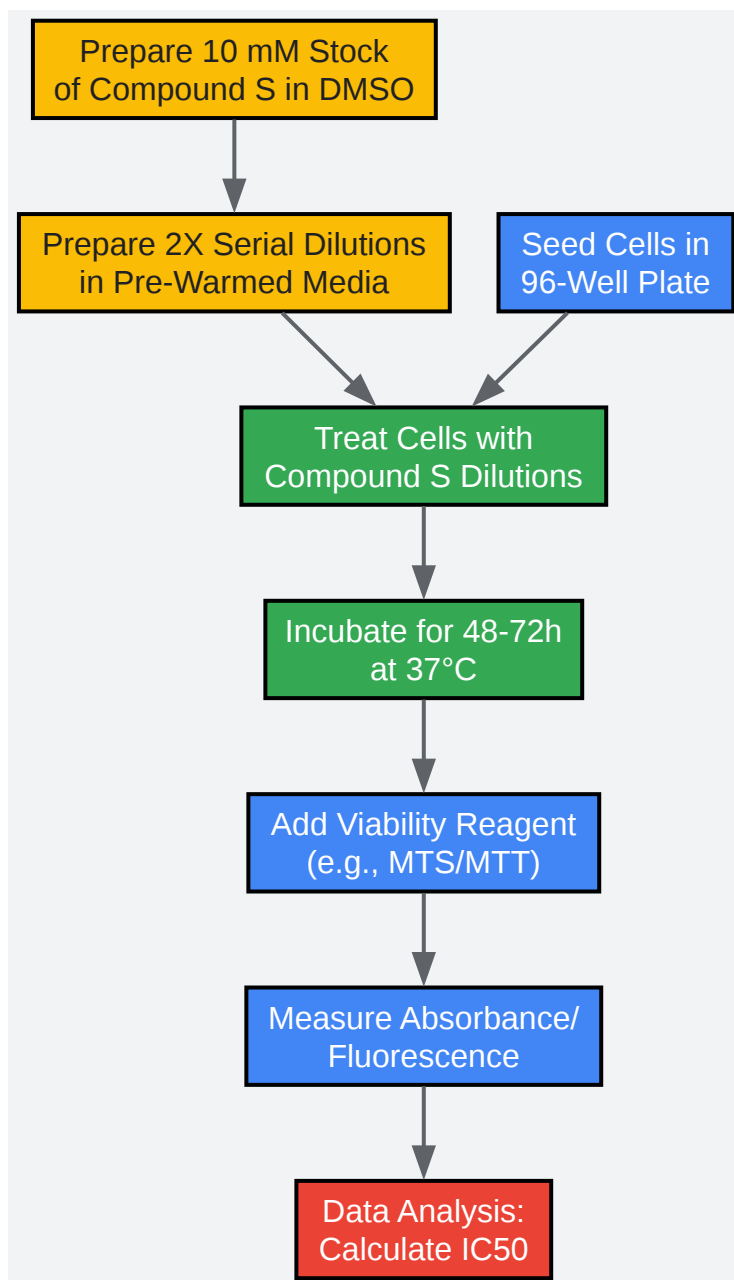 Prepare 10 mM Stock
of Compound S in DMSO
Prepare 2X Serial Dilutions
in Pre-Warmed Media
Seed Cells in
96-Well Plate
Treat Cells with
Compound S Dilutions
Incubate for 48-72h
at 37°C
Add Viability Reagent
(e.g., MTS/MTT)
Measure Absorbance/
Fluorescence
Data Analysis:
Calculate IC50